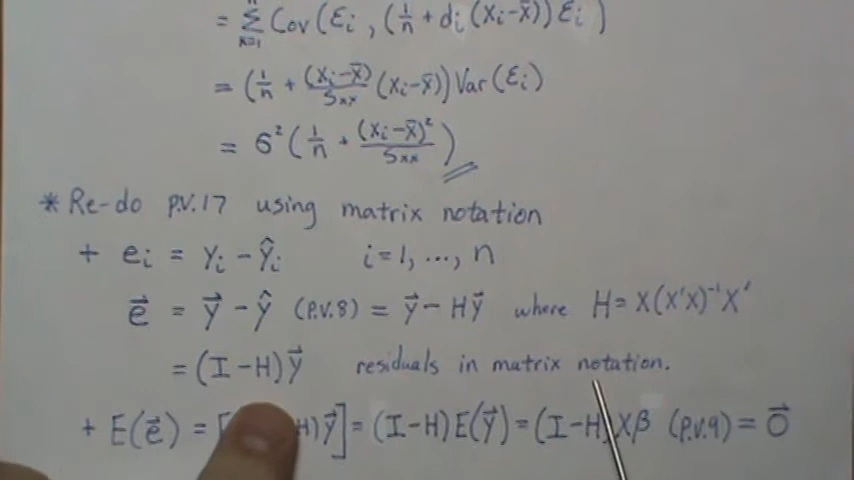 = Σ Cov(εi, (1/n + di(xi-x̄))εi)
= (1/n + (xi-x̄)/Sxx (xi-x̄)) Var(εi)
= 6²(1/n + (xi-x̄)²/Sxx)
* Re-do p.V.17 using matrix notation
+ ei = yi - ŷi i=1, ..., n
e⃗ = y⃗ - ŷ (p.V.8) = y⃗ - Hy⃗ where H = X(X'X)⁻¹X'
= (I-H)y⃗ residuals in matrix notation.
+ E(e⃗) = [ H)y⃗] = (I-H)E(y⃗) = (I-H)Xβ (p.V.9) = 0⃗